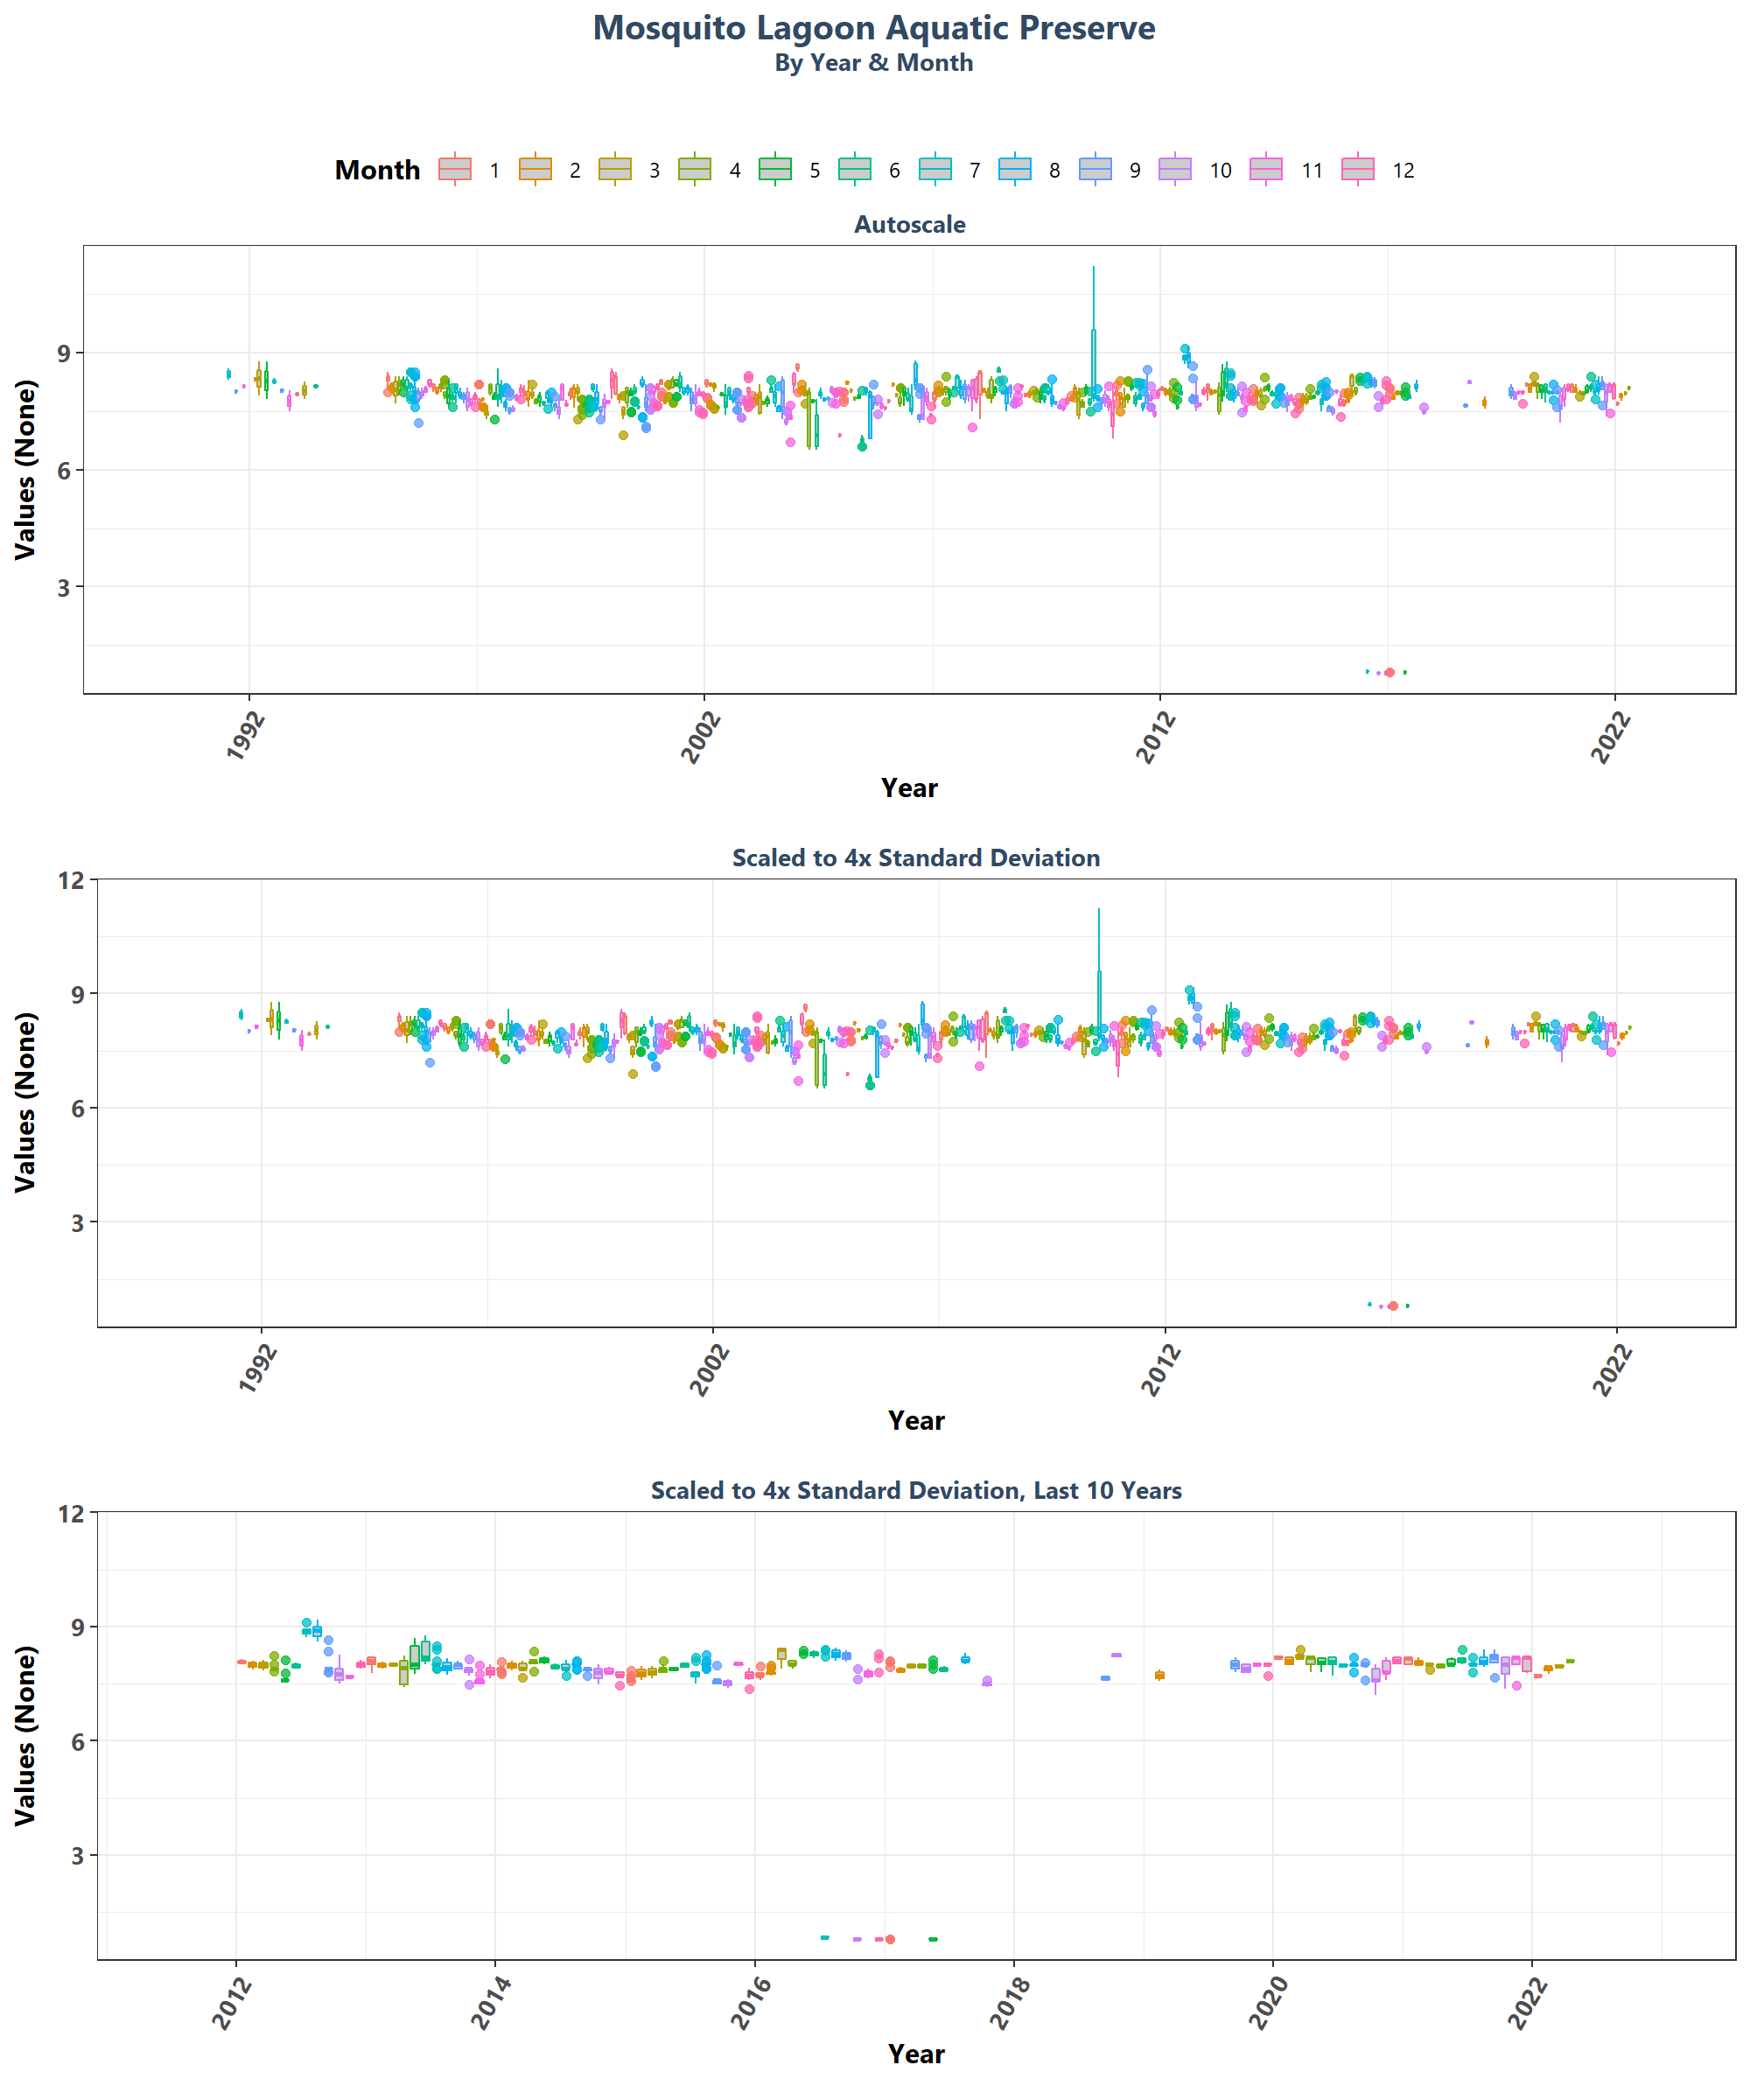 Mosquito Lagoon Aquatic Preserve
By Year & Month
Month 1 2 3 4 5 6 7 8 9 10 11 12
Autoscale
Values (None)
9
6
3
1992 2002 2012 2022
Year
Scaled to 4x Standard Deviation
Values (None)
12
9
6
3
1992 2002 2012 2022
Year
Scaled to 4x Standard Deviation, Last 10 Years
Values (None)
12
9
6
3
2012 2014 2016 2018 2020 2022
Year